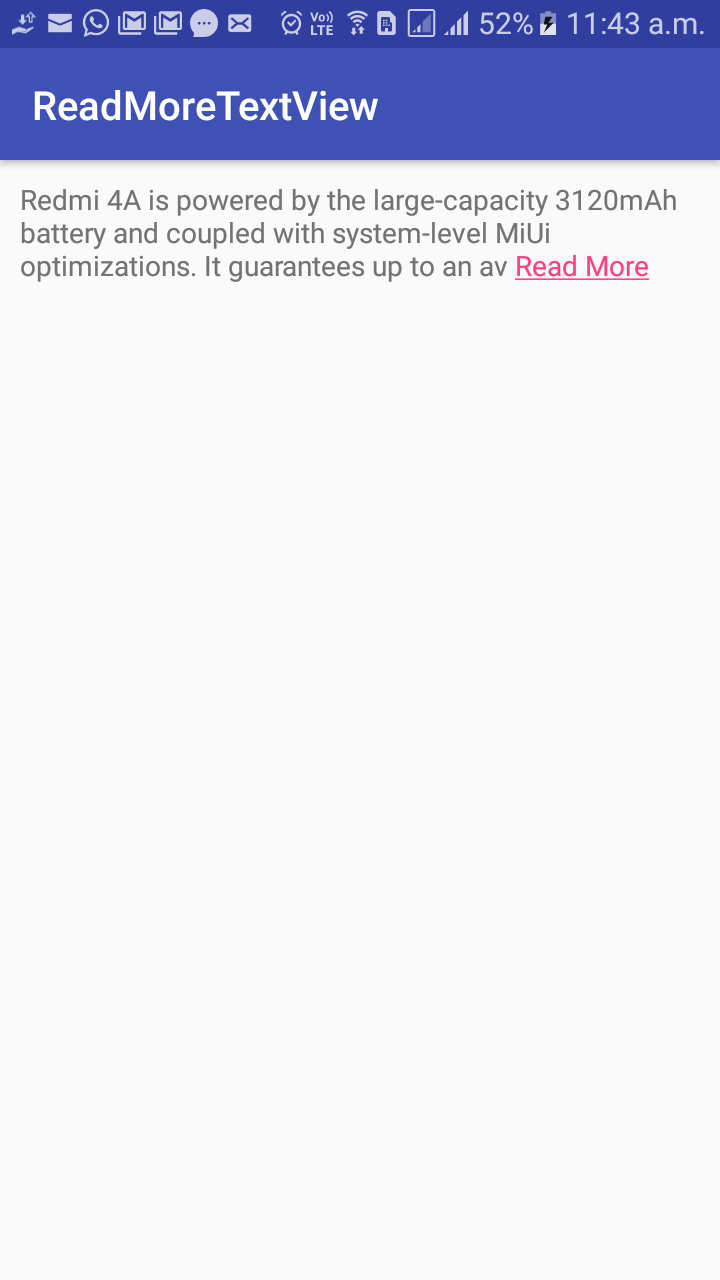 52% 11:43 a.m.
Vo))
LTE
ReadMoreTextView
Redmi 4A is powered by the large-capacity 3120mAh
battery and coupled with system-level MiUi
optimizations. It guarantees up to an av Read More